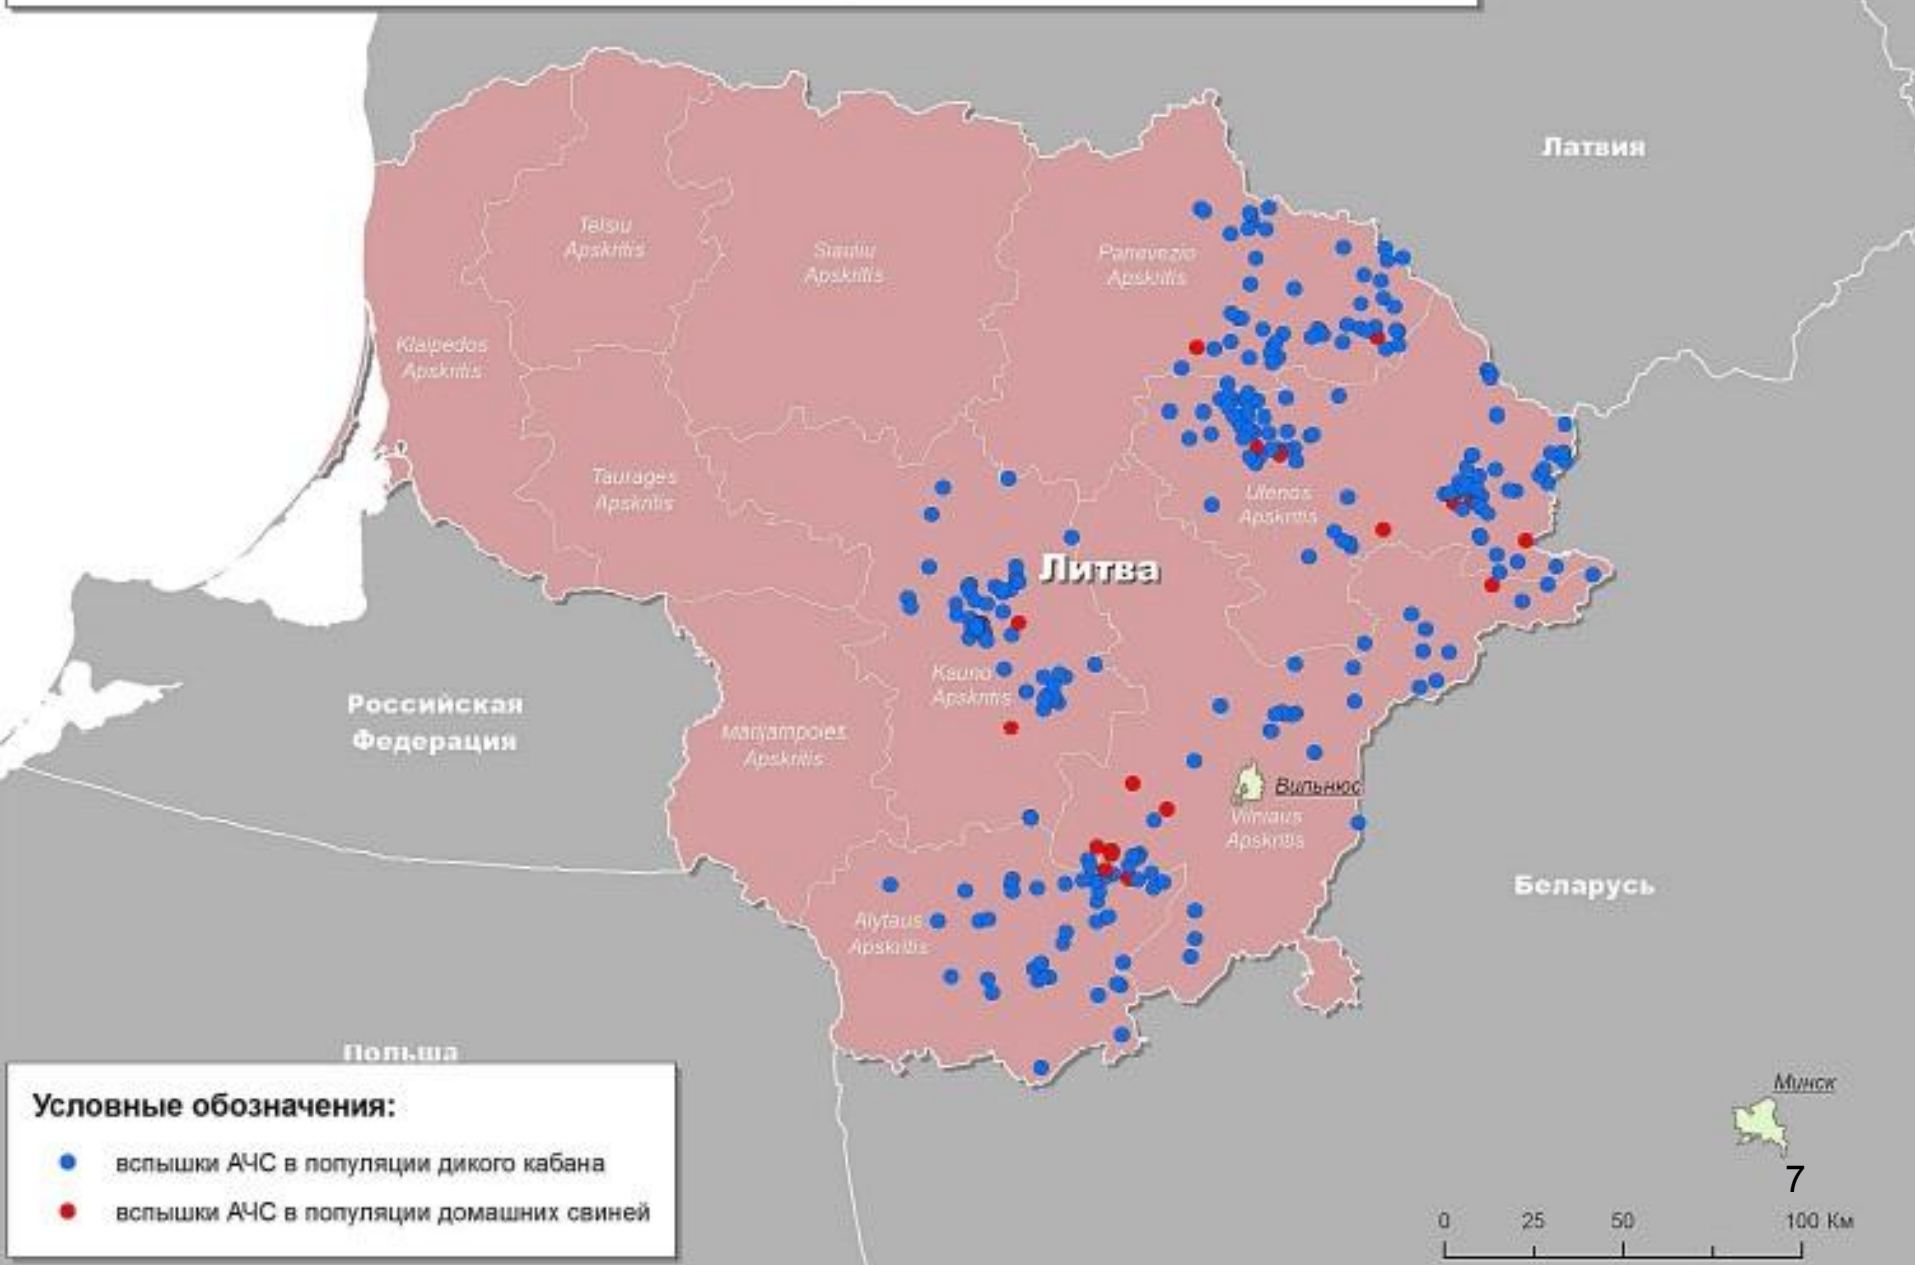 Латвия
Telsiu
Apskritis
Siauliu
Apskritis
Panevezio
Apskritis
Klaipedos
Apskritis
Taurages
Apskritis
Utenos
Apskritis
Литва
Kauno
Apskritis
Российская
Федерация
Marijampoles
Apskritis
Вильнюс
Vilniaus
Apskritis
Беларусь
Alytaus
Apskritis
Польша
Минск
Условные обозначения:
вспышки АЧС в популяции дикого кабана
вспышки АЧС в популяции домашних свиней
7
0 25 50 100 Км